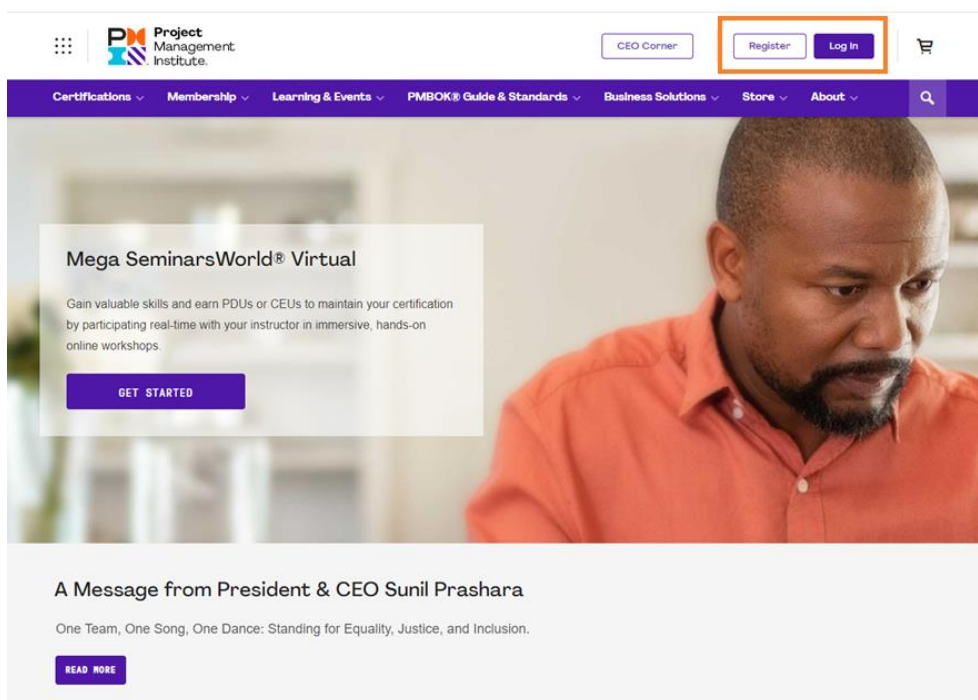 Project
Management
Institute.
CEO Corner
Register
Log In
Certifications
Membership
Learning & Events
PMBOK® Guide & Standards
Business Solutions
Store
About
Mega SeminarsWorld® Virtual
Gain valuable skills and earn PDUs or CEUs to maintain your certification
by participating real-time with your instructor in immersive, hands-on
online workshops.
GET STARTED
A Message from President & CEO Sunil Prashara
One Team, One Song, One Dance: Standing for Equality, Justice, and Inclusion.
READ MORE